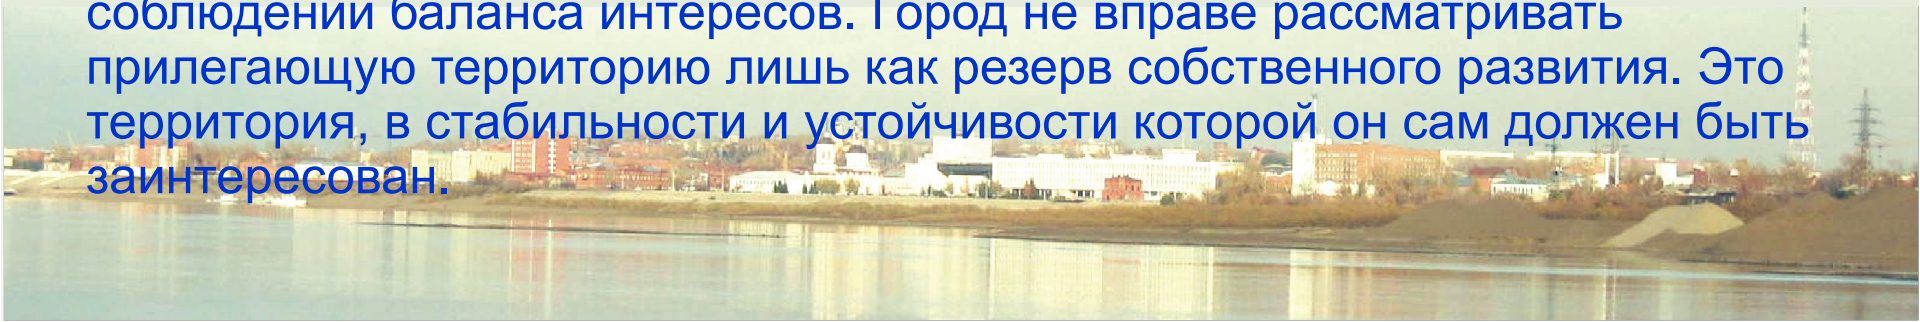 соблюдении баланса интересов. Город не вправе рассматривать
прилегающую территорию лишь как резерв собственного развития. Это
территория, в стабильности и устойчивости которой он сам должен быть
заинтересован.